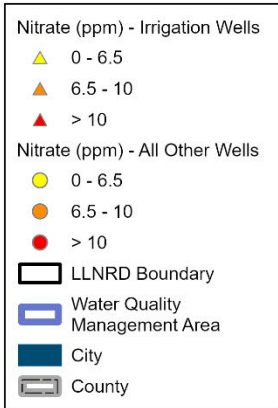 Nitrate (ppm) - Irrigation Wells
0 - 6.5
6.5 - 10
> 10
Nitrate (ppm) - All Other Wells
0 - 6.5
6.5 - 10
> 10
LLNRD Boundary
Water Quality
Management Area
City
County